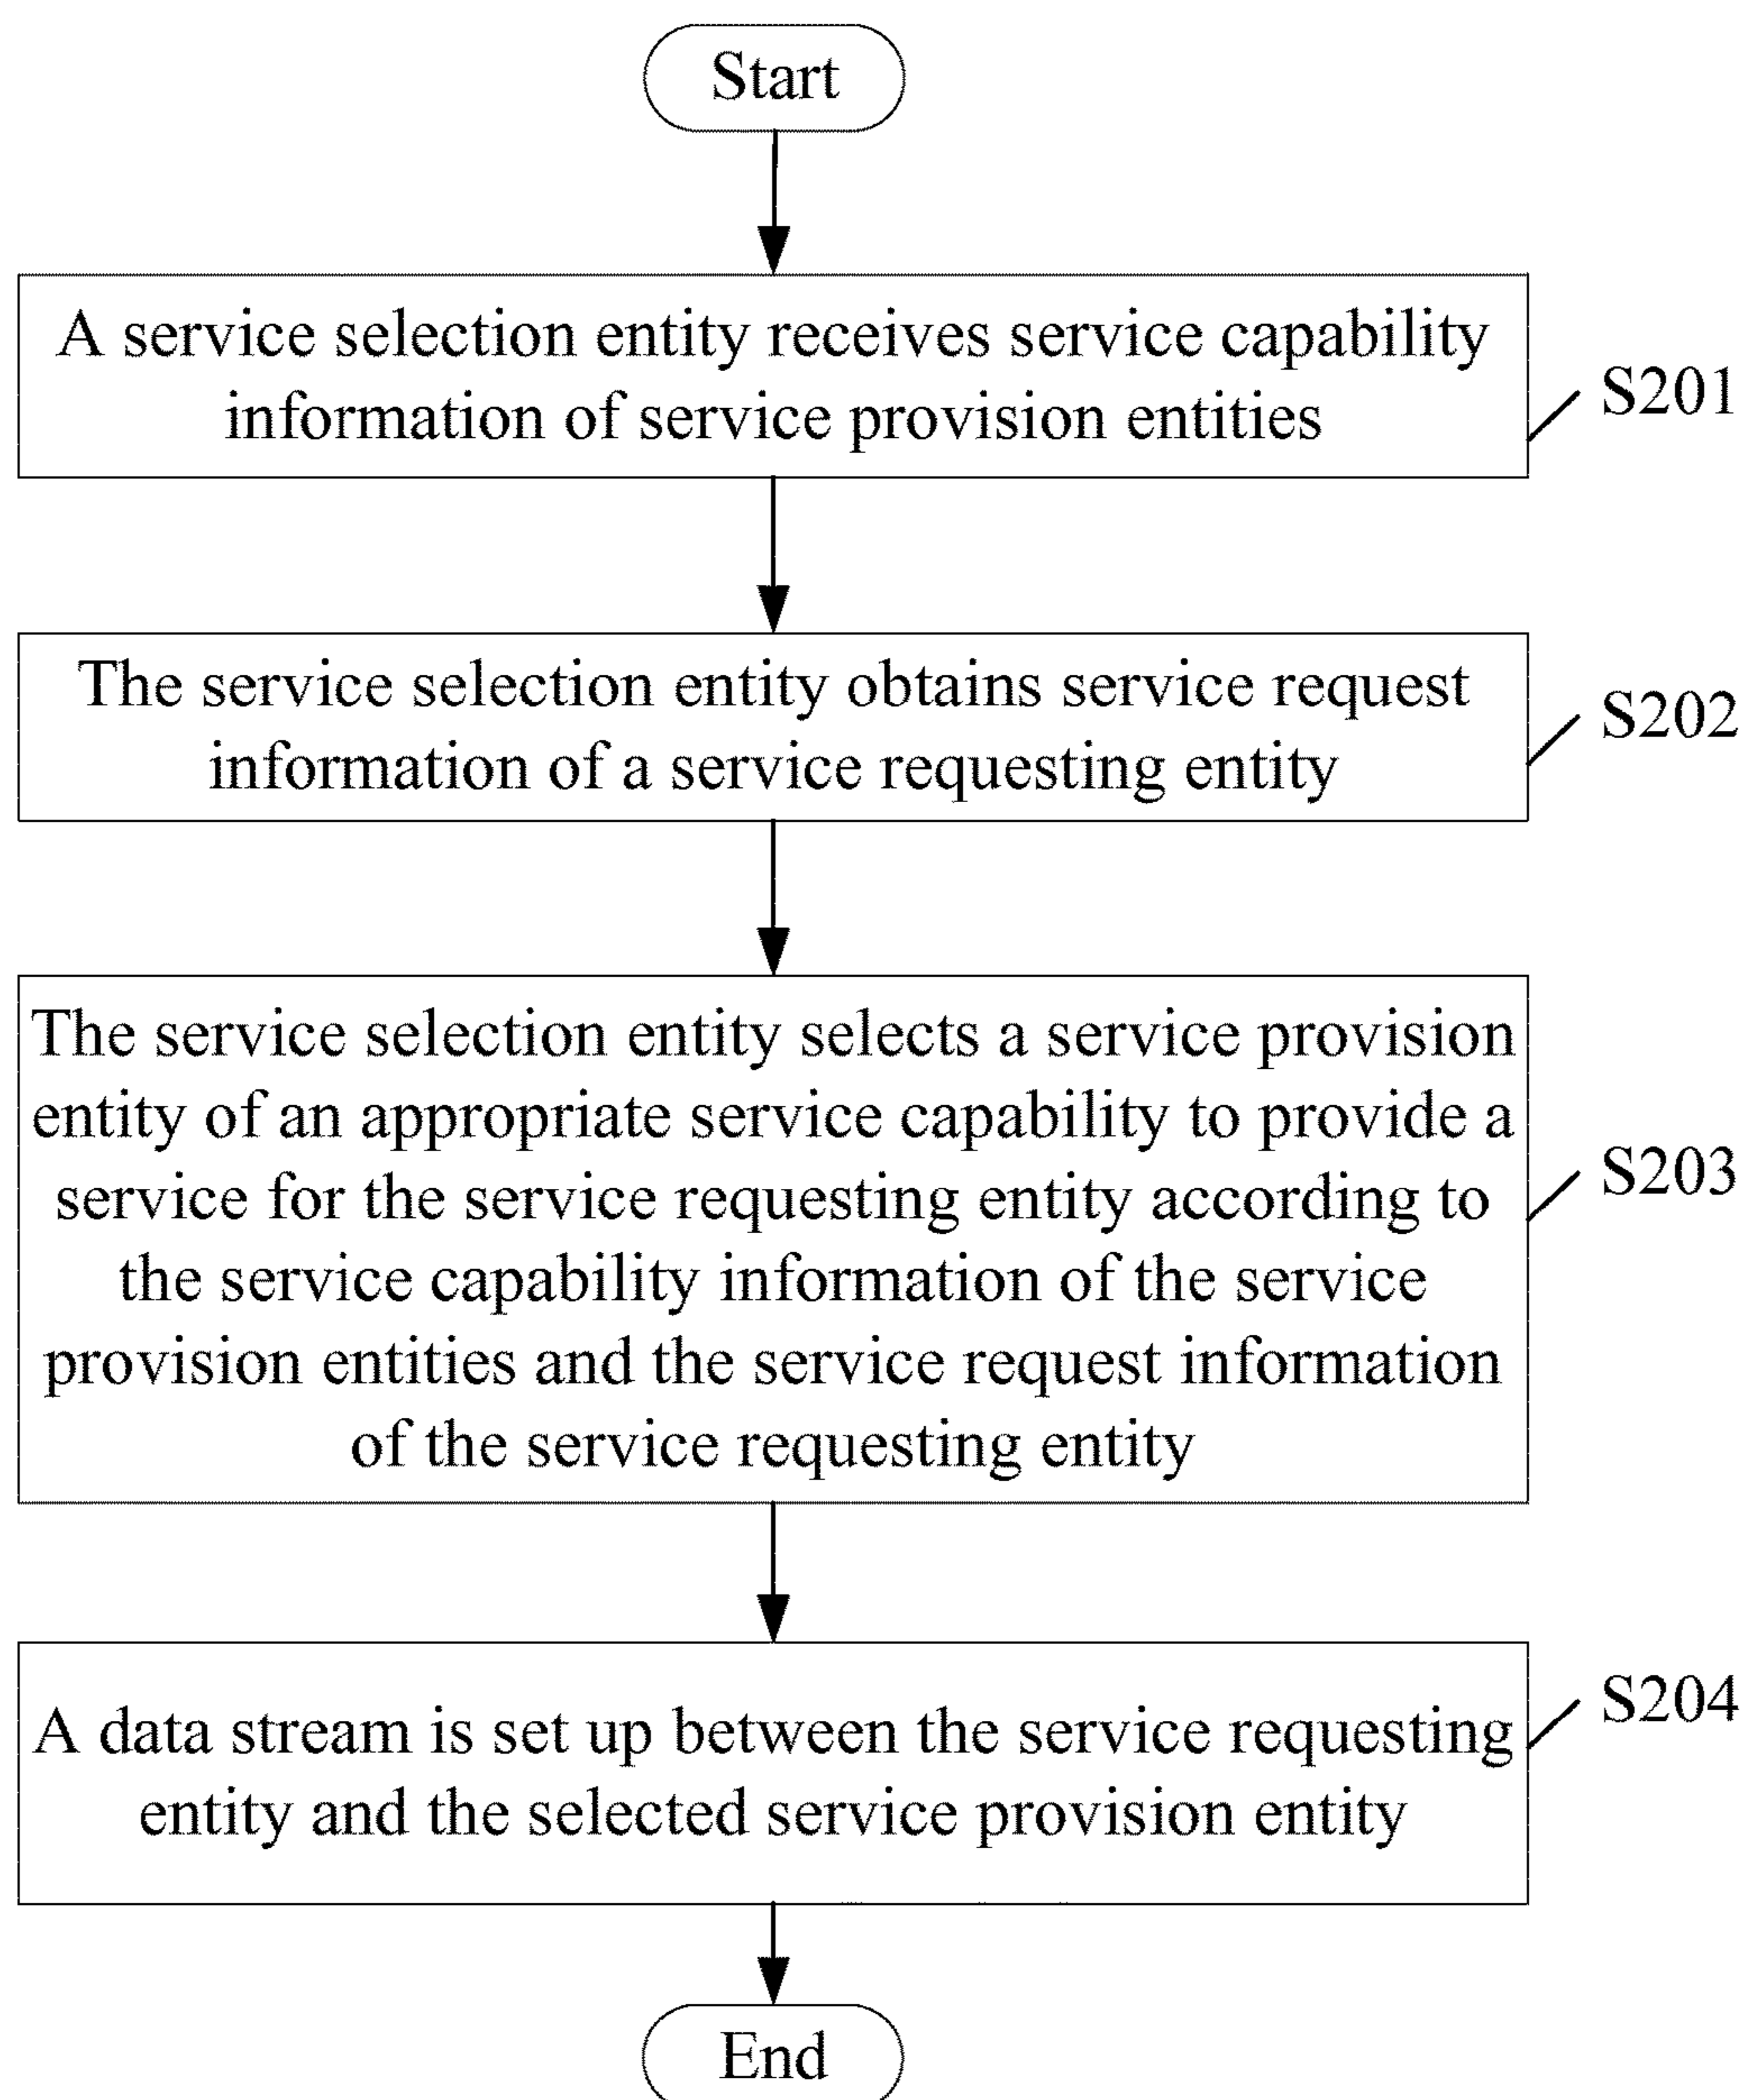 Start
A service selection entity receives service capability
information of service provision entities
S201
The service selection entity obtains service request
information of a service requesting entity
S202
The service selection entity selects a service provision
entity of an appropriate service capability to provide a
service for the service requesting entity according to
the service capability information of the service
provision entities and the service request information
of the service requesting entity
S203
A data stream is set up between the service requesting
entity and the selected service provision entity
S204
End